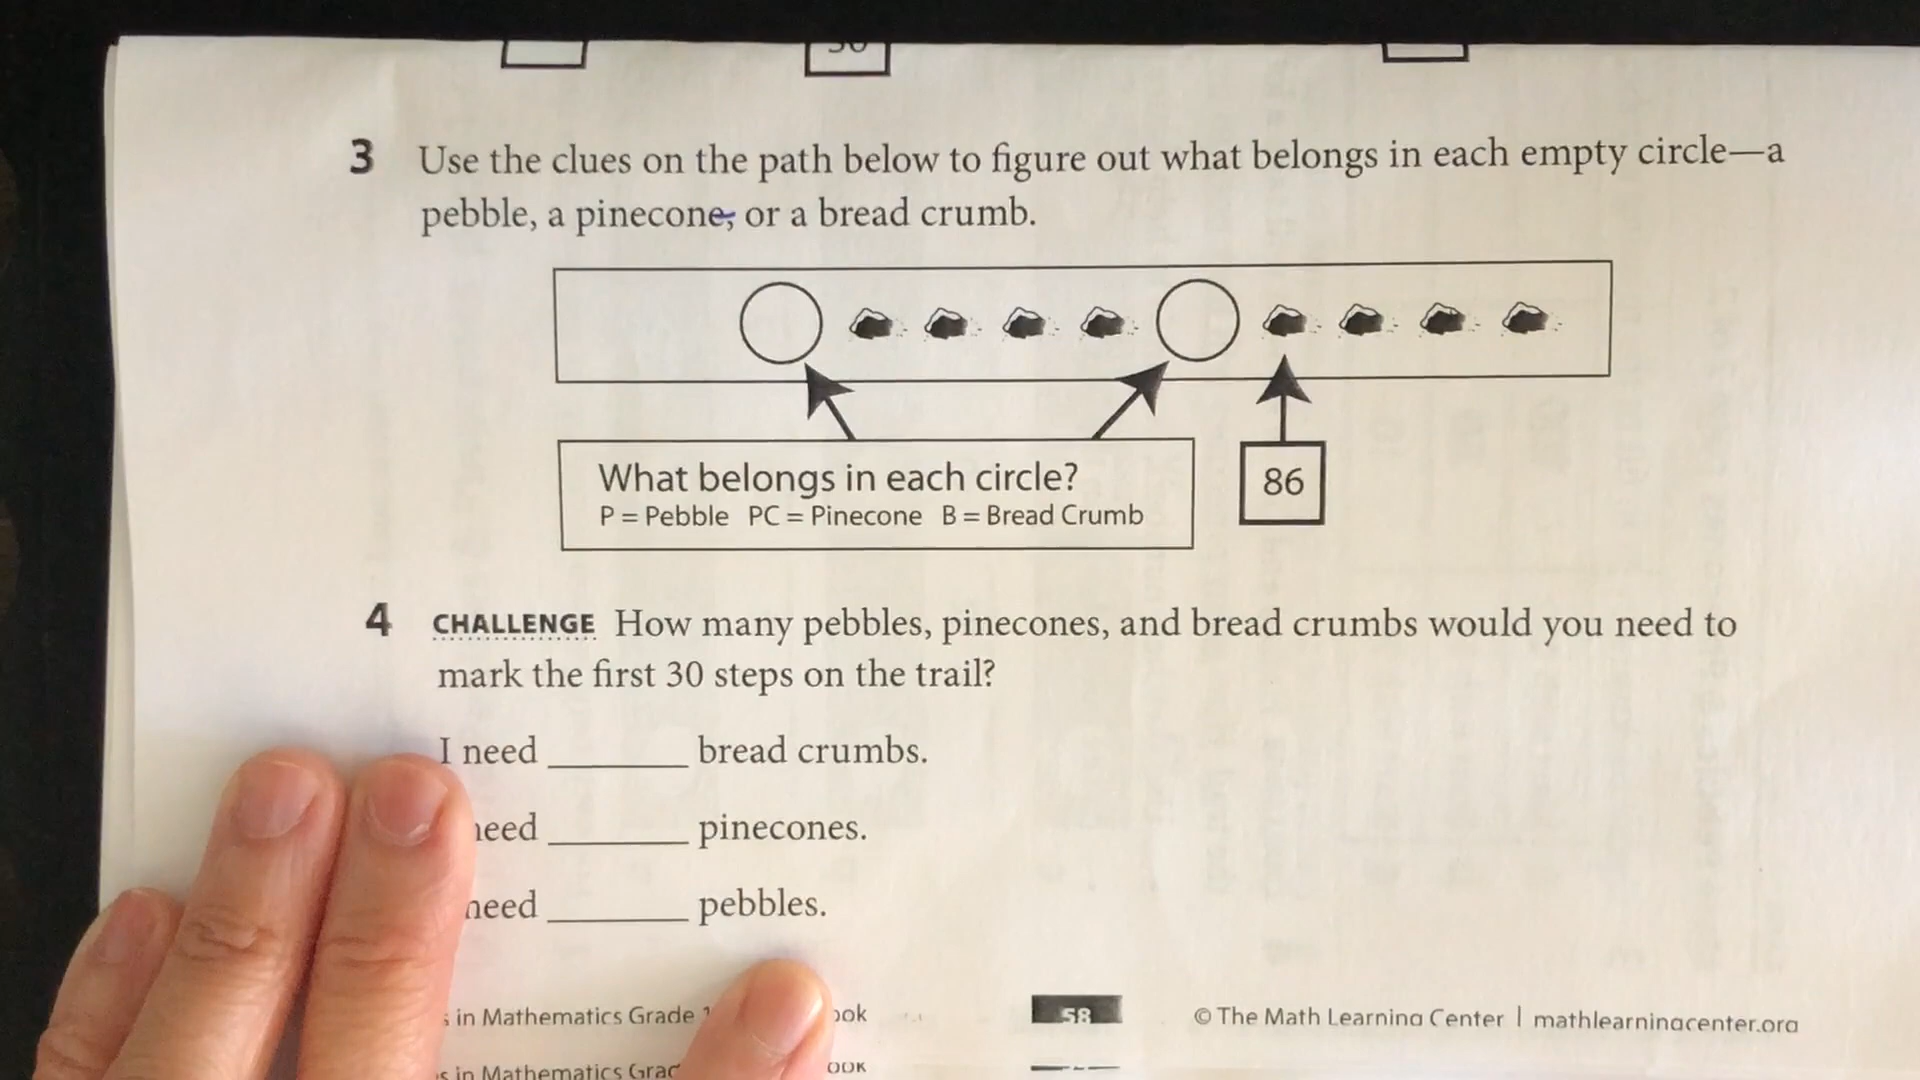 3 Use the clues on the path below to figure out what belongs in each empty circle—a
pebble, a pinecone, or a bread crumb.
What belongs in each circle?
P = Pebble PC = Pinecone B = Bread Crumb
86
4 CHALLENGE How many pebbles, pinecones, and bread crumbs would you need to
mark the first 30 steps on the trail?
I need ______ bread crumbs.
need ______ pinecones.
need ______ pebbles.
in Mathematics Grade
58
© The Math Learning Center | mathlearningcenter.org
in Mathematics